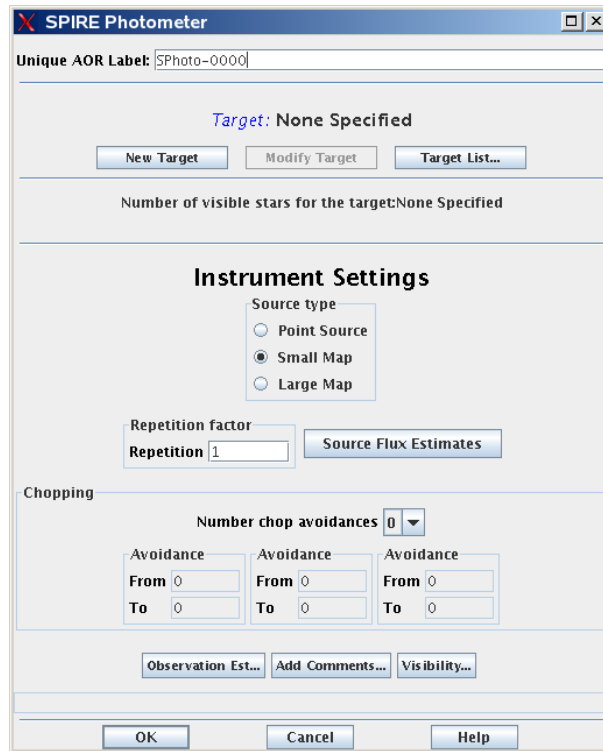 SPIRE Photometer
Unique AOR Label: SPhoto-0000
Target: None Specified
New Target Modify Target Target List...
Number of visible stars for the target:None Specified
Instrument Settings
Source type
Point Source
Small Map
Large Map
Repetition factor
Repetition 1
Source Flux Estimates
Chopping
Number chop avoidances 0
Avoidance Avoidance Avoidance
From 0 From 0 From 0
To 0 To 0 To 0
Observation Est... Add Comments... Visibility...
OK Cancel Help